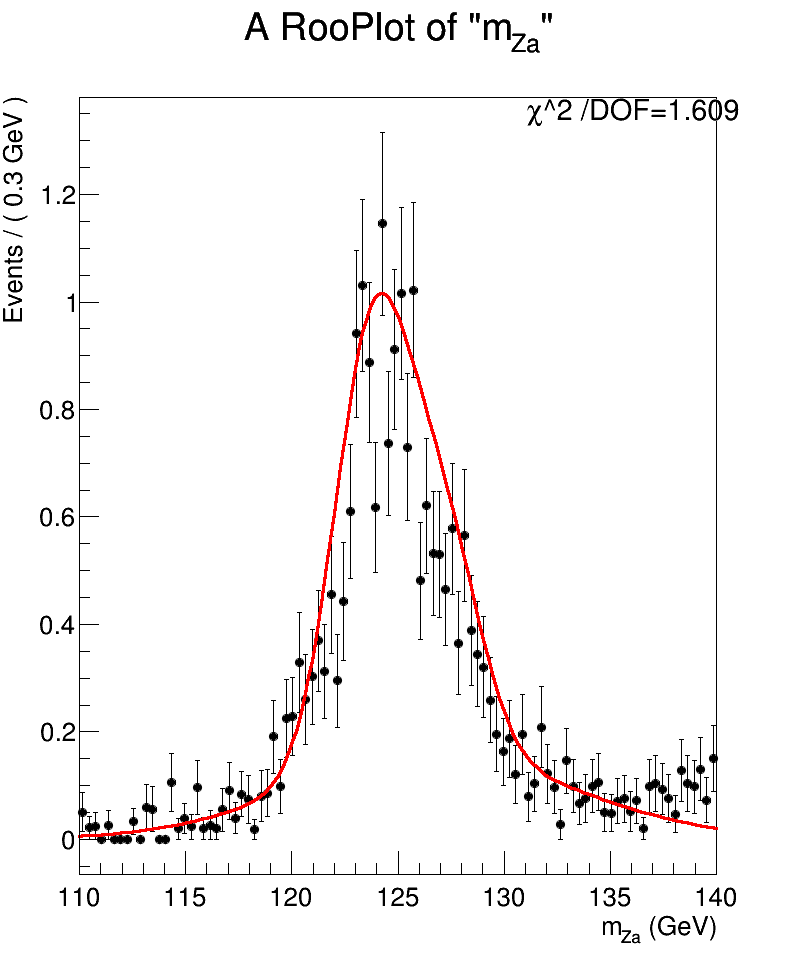 A RooPlot of "m_Za"
χ^2 /DOF=1.609
Events / ( 0.3 GeV )
1.2
1
0.8
0.6
0.4
0.2
0
110 115 120 125 130 135 140
m_Za (GeV)